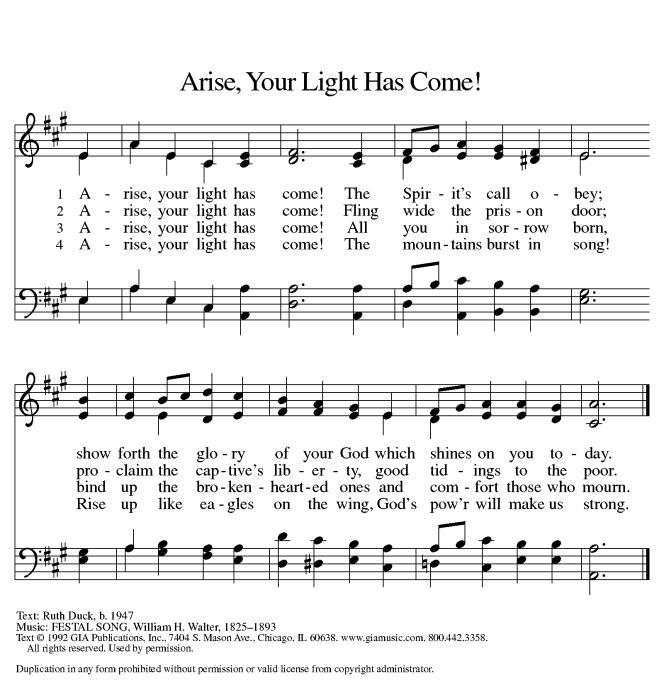 Arise, Your Light Has Come!
1 A - rise, your light has come! The Spir - it's call o - bey;
2 A - rise, your light has come! Fling wide the pris - on door;
3 A - rise, your light has come! All you in sor - row born,
4 A - rise, your light has come! The moun - tains burst in song!
show forth the glo - ry of your God which shines on you to - day.
pro - claim the cap - tive's lib - er - ty, good tid - ings to the poor.
bind up the bro - ken - heart - ed ones and com - fort those who mourn.
Rise up like ea - gles on the wing, God's pow'r will make us strong.
Text: Ruth Duck, b. 1947
Music: FESTAL SONG, William H. Walter, 1825–1893
Text © 1992 GIA Publications, Inc., 7404 S. Mason Ave., Chicago, IL 60638. www.giamusic.com. 800.442.3358.
All rights reserved. Used by permission.
Duplication in any form prohibited without permission or valid license from copyright administrator.